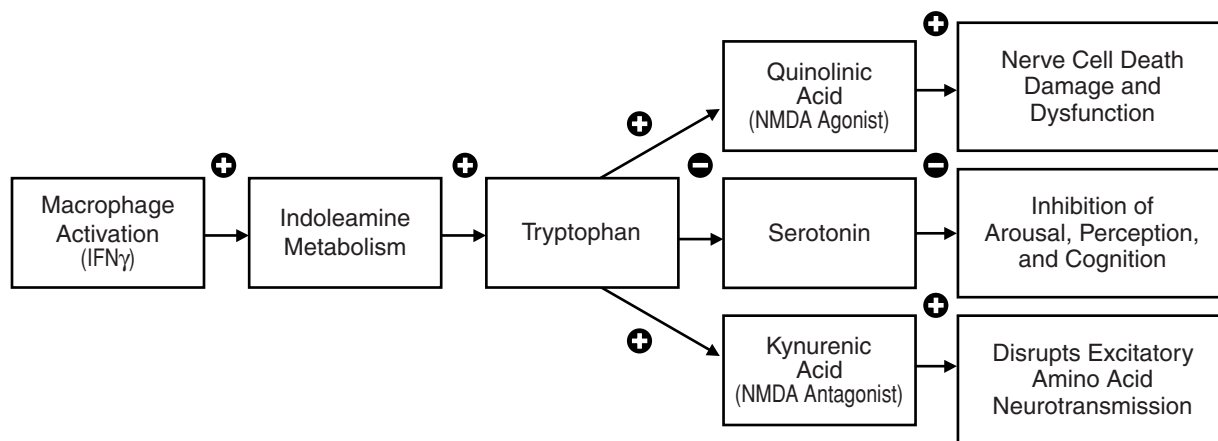 Macrophage
Activation
(IFNγ)
Indoleamine
Metabolism
Tryptophan
Quinolinic
Acid
(NMDA Agonist)
Nerve Cell Death
Damage and
Dysfunction
Serotonin
Inhibition of
Arousal, Perception,
and Cognition
Kynurenic
Acid
(NMDA Antagonist)
Disrupts Excitatory
Amino Acid
Neurotransmission